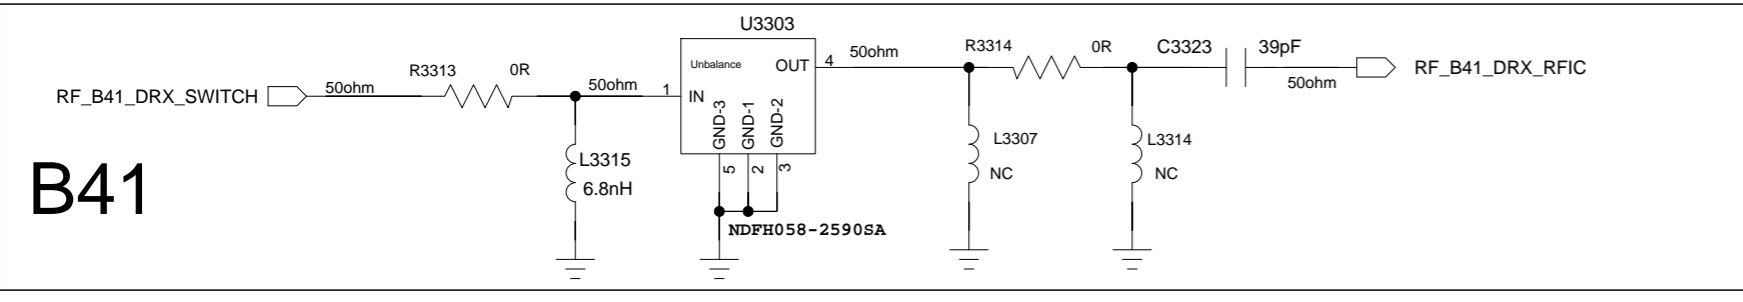 U3303
RF_B41_DRX_SWITCH
50ohm
R3313
0R
50ohm
1
IN
Unbalance
OUT
4
50ohm
R3314
0R
C3323
39pF
50ohm
RF_B41_DRX_RFIC
GND-3
GND-1
GND-2
5
2
3
L3315
6.8nH
L3307
NC
L3314
NC
B41
NDFH058-2590SA